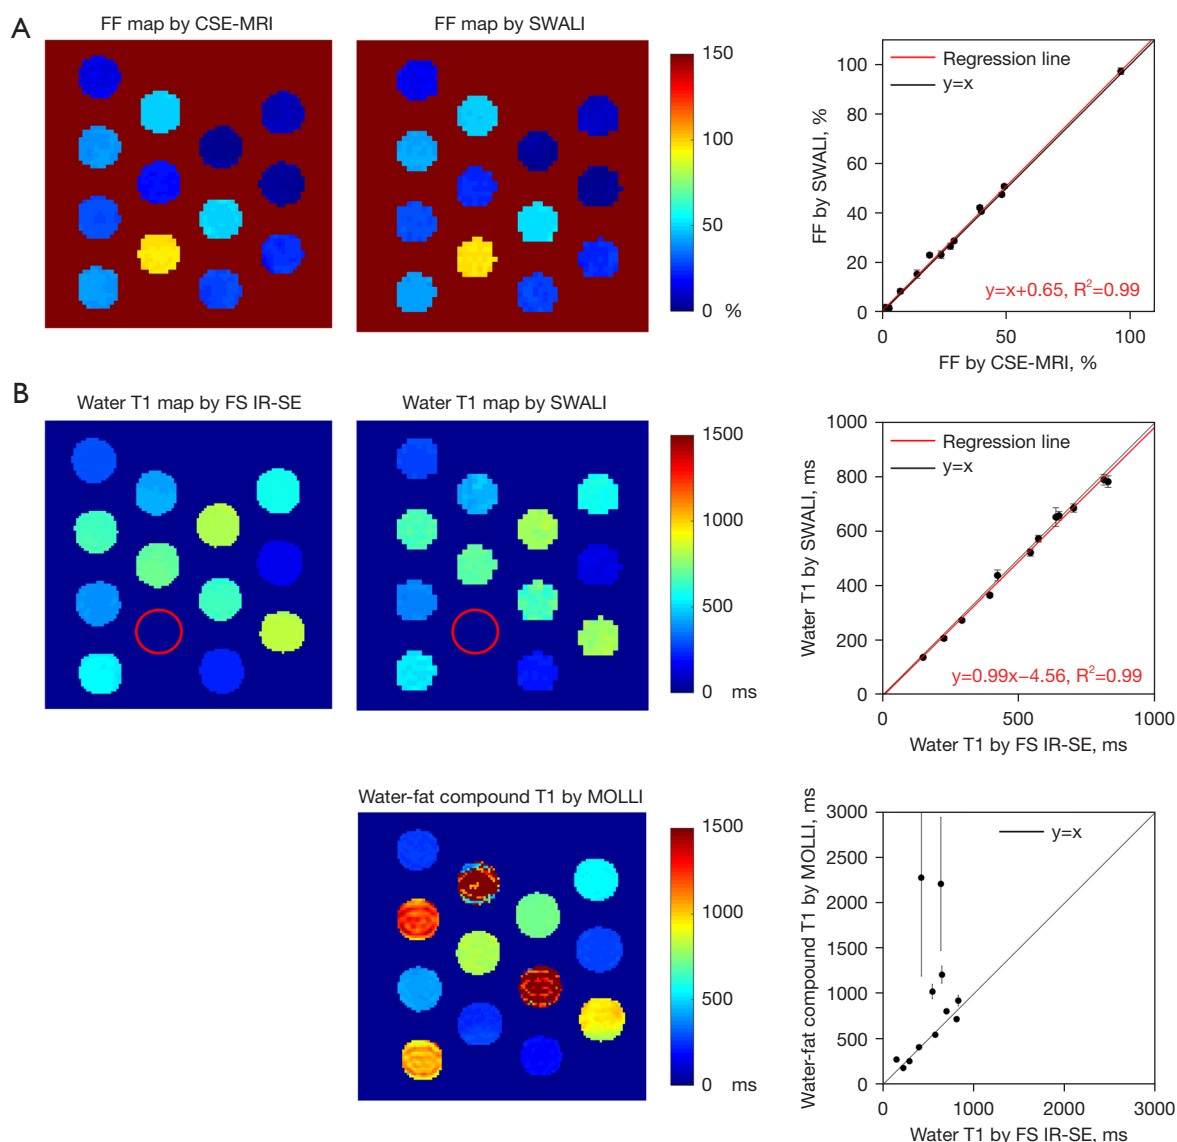 A
FF map by CSE-MRI
FF map by SWALI
150
100
50
0 %
FF by SWALI, %
100
80
60
40
20
0
Regression line
y=x
y=x+0.65, R²=0.99
0 50 100
FF by CSE-MRI, %
B
Water T1 map by FS IR-SE
Water T1 map by SWALI
1500
1000
500
0 ms
Water T1 by SWALI, ms
1000
800
600
400
200
0
Regression line
y=x
y=0.99x−4.56, R²=0.99
0 500 1000
Water T1 by FS IR-SE, ms
Water-fat compound T1 by MOLLI
1500
1000
500
0 ms
Water-fat compound T1 by MOLLI, ms
3000
2500
2000
1500
1000
500
0
y=x
0 1000 2000 3000
Water T1 by FS IR-SE, ms